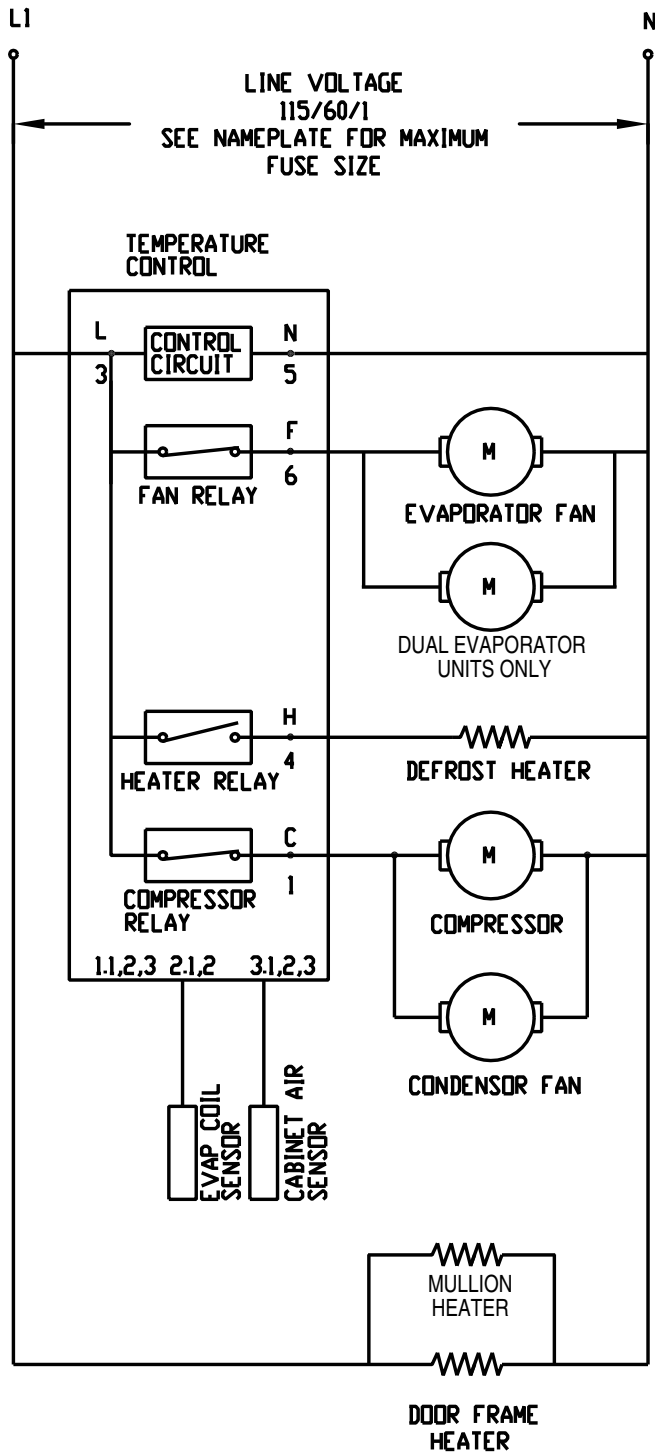 L1
N
LINE VOLTAGE
115/60/1
SEE NAMEPLATE FOR MAXIMUM
FUSE SIZE
TEMPERATURE
CONTROL
L
3
CONTROL
CIRCUIT
N
5
F
6
FAN RELAY
M
EVAPORATOR FAN
M
DUAL EVAPORATOR
UNITS ONLY
H
4
HEATER RELAY
DEFROST HEATER
C
1
COMPRESSOR
RELAY
M
COMPRESSOR
1.1,2,3 2.1,2 3.1,2,3
M
CONDENSOR FAN
EVAP COIL
SENSOR
CABINET AIR
SENSOR
MULLION
HEATER
DOOR FRAME
HEATER